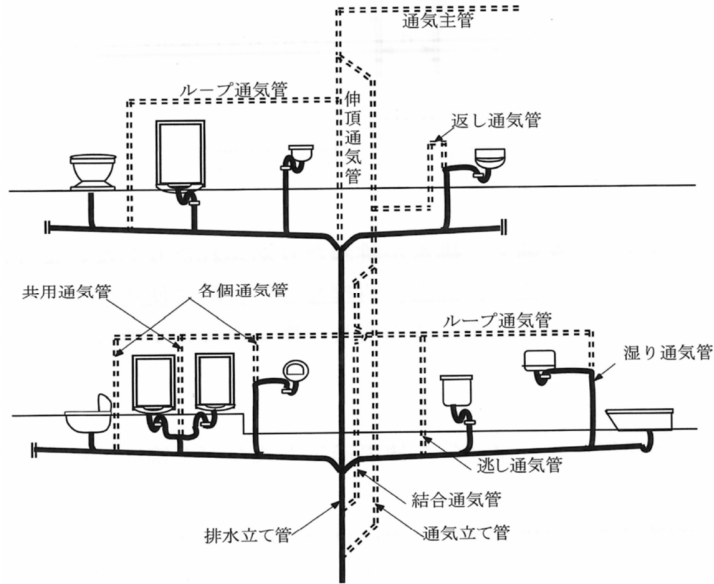 通気主管
ループ通気管
伸頂通気管
返し通気管
共用通気管
各個通気管
ループ通気管
湿り通気管
逃し通気管
結合通気管
排水立て管
通気立て管